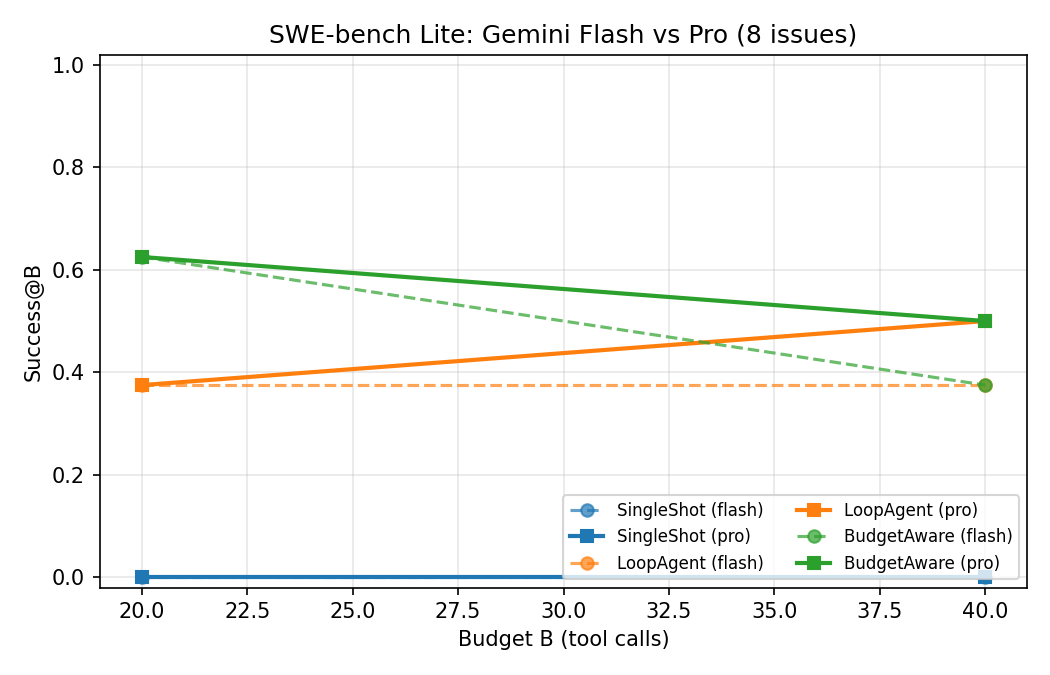 SWE-bench Lite: Gemini Flash vs Pro (8 issues)
Success@B
1.0
0.8
0.6
0.4
0.2
0.0
SingleShot (flash)
SingleShot (pro)
LoopAgent (flash)
LoopAgent (pro)
BudgetAware (flash)
BudgetAware (pro)
20.0 22.5 25.0 27.5 30.0 32.5 35.0 37.5 40.0
Budget B (tool calls)